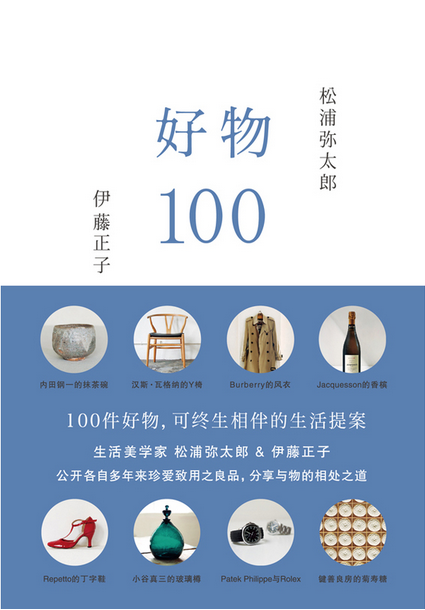 松浦弥太郎
好物
100
伊藤正子
内田钢一的抹茶碗
汉斯·瓦格纳的Y椅
Burberry的风衣
Jacquesson的香槟
100件好物，可终生相伴的生活提案
生活美学家 松浦弥太郎 & 伊藤正子
公开各自多年来珍爱致用之良品，分享与物的相处之道
Repetto的丁字鞋
小谷真三的玻璃樽
Patek Philippe与Rolex
键善良房的菊寿糖